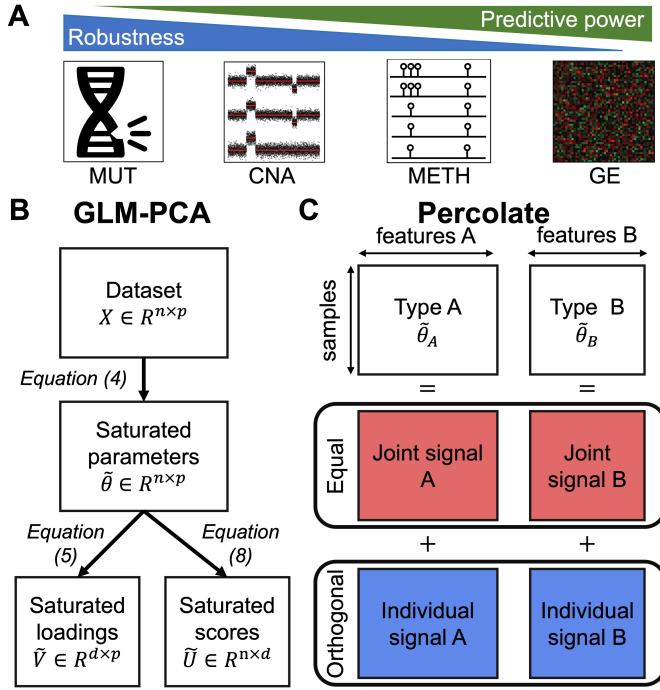 A
Predictive power
Robustness
MUT
CNA
METH
GE
B
GLM-PCA
Dataset
X ∈ R^{n×p}
Equation (4)
Saturated
parameters
θ̃ ∈ R^{n×p}
Equation
(5)
Equation
(8)
Saturated
loadings
Ṽ ∈ R^{d×p}
Saturated
scores
Ũ ∈ R^{n×d}
C
Percolate
features A
features B
samples
Type A
θ̃_A
Type B
θ̃_B
=
=
Equal
Joint signal
A
Joint
signal B
+
+
Orthogonal
Individual
signal A
Individual
signal B